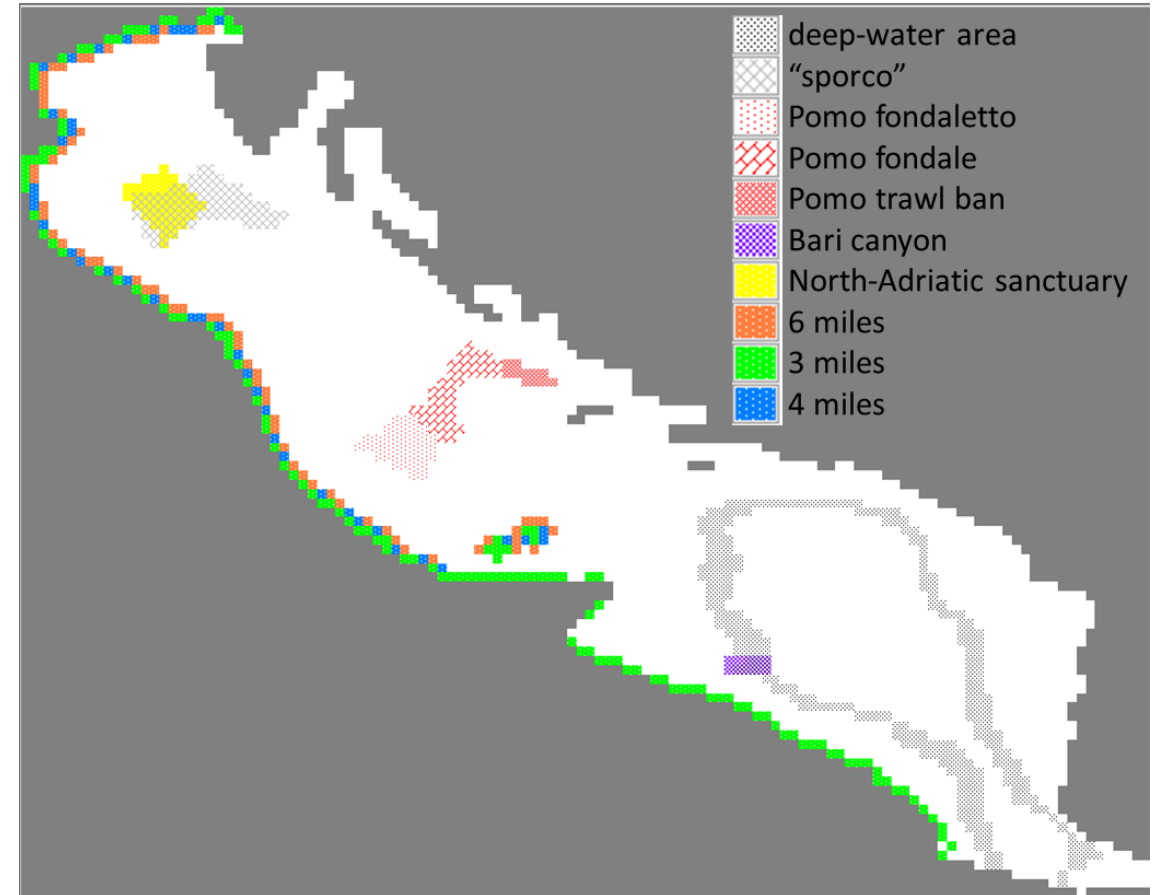 deep-water area
“sporco”
Pomo fondaletto
Pomo fondale
Pomo trawl ban
Bari canyon
North-Adriatic sanctuary
6 miles
3 miles
4 miles